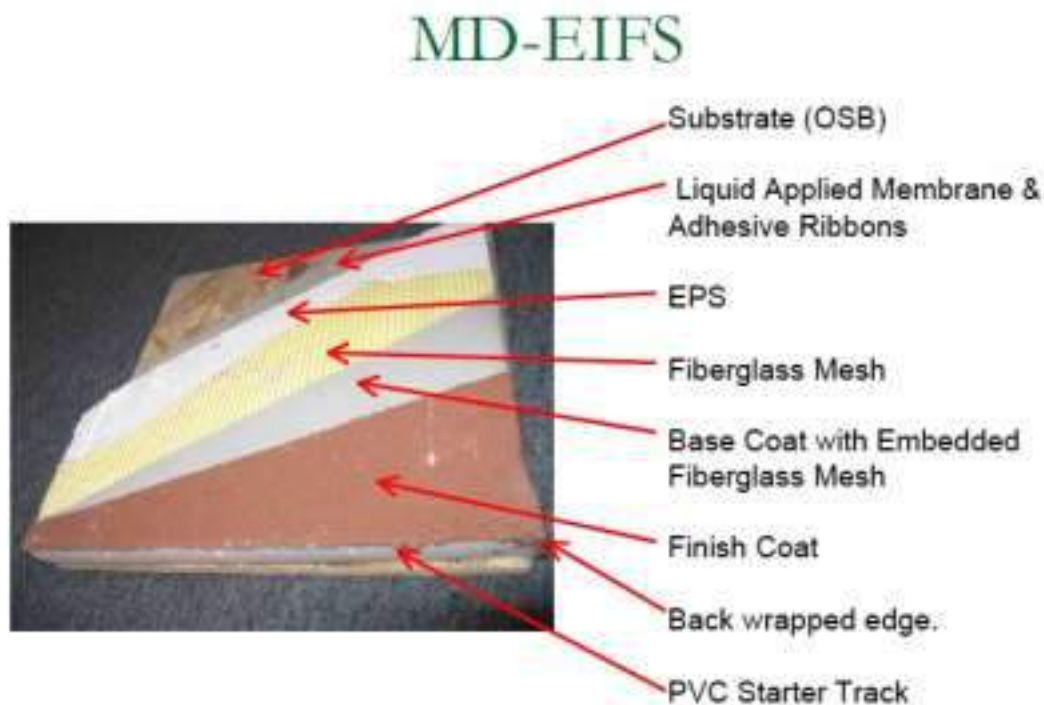 MD-EIFS
Substrate (OSB)
Liquid Applied Membrane &
Adhesive Ribbons
EPS
Fiberglass Mesh
Base Coat with Embedded
Fiberglass Mesh
Finish Coat
Back wrapped edge.
PVC Starter Track